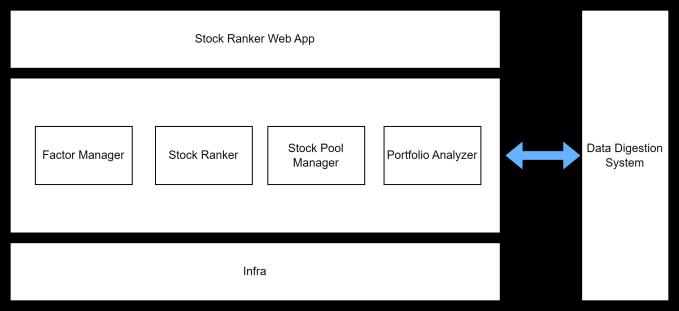 Stock Ranker Web App
Factor Manager
Stock Ranker
Stock Pool
Manager
Portfolio Analyzer
Data Digestion
System
Infra